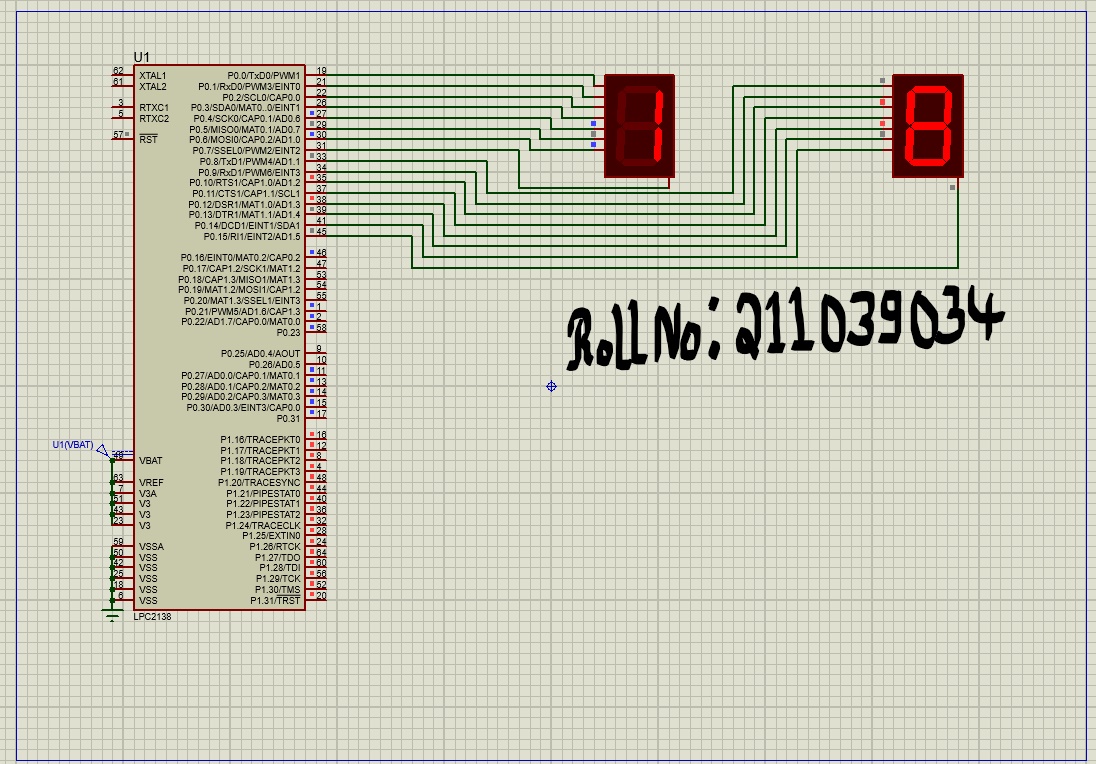 U1
62 XTAL1 P0.0/TxD0/PWM1 19
61 XTAL2 P0.1/RxD0/PWM3/EINT0 21
P0.2/SCL0/CAP0.0 22
3 RTXC1 P0.3/SDA0/MAT0..0/EINT1 26
5 RTXC2 P0.4/SCK0/CAP0.1/AD0.6 27
P0.5/MISO0/MAT0.1/AD0.7 29
57 RST P0.6/MOSI0/CAP0.2/AD1.0 30
P0.7/SSEL0/PWM2/EINT2 31
P0.8/TxD1/PWM4/AD1.1 33
P0.9/RxD1/PWM6/EINT3 34
P0.10/RTS1/CAP1.0/AD1.2 35
P0.11/CTS1/CAP1.1/SCL1 37
P0.12/DSR1/MAT1.0/AD1.3 38
P0.13/DTR1/MAT1.1/AD1.4 39
P0.14/DCD1/EINT1/SDA1 41
P0.15/RI1/EINT2/AD1.5 45
P0.16/EINT0/MAT0.2/CAP0.2 46
P0.17/CAP1.2/SCK1/MAT1.2 47
P0.18/CAP1.3/MISO1/MAT1.3 53
P0.19/MAT1.2/MOSI1/CAP1.2 54
P0.20/MAT1.3/SSEL1/EINT3 55
P0.21/PWM5/AD1.6/CAP1.3 1
P0.22/AD1.7/CAP0.0/MAT0.0 2
P0.23 58
P0.25/AD0.4/AOUT 9
P0.26/AD0.5 10
P0.27/AD0.0/CAP0.1/MAT0.1 11
P0.28/AD0.1/CAP0.2/MAT0.2 13
P0.29/AD0.2/CAP0.3/MAT0.3 14
P0.30/AD0.3/EINT3/CAP0.0 15
P0.31 17
P1.16/TRACEPKT0 16
U1(VBAT) P1.17/TRACEPKT1 12
49 VBAT P1.18/TRACEPKT2 8
P1.19/TRACEPKT3 4
63 VREF P1.20/TRACESYNC 48
7 V3A P1.21/PIPESTAT0 44
51 V3 P1.22/PIPESTAT1 40
43 V3 P1.23/PIPESTAT2 36
23 V3 P1.24/TRACECLK 32
P1.25/EXTIN0 28
59 VSSA P1.26/RTCK 24
50 VSS P1.27/TDO 64
42 VSS P1.28/TDI 60
25 VSS P1.29/TCK 56
18 VSS P1.30/TMS 52
6 VSS P1.31/TRST 20
LPC2138
1 8
Roll No: 211039034